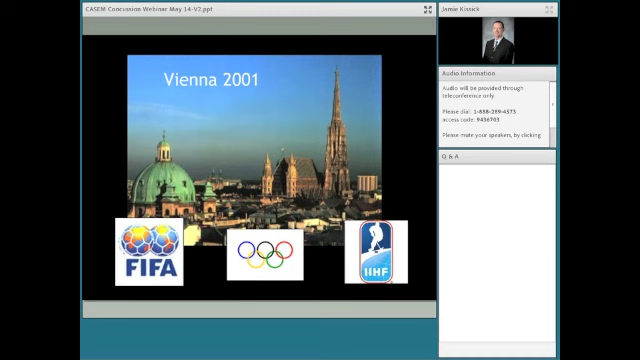 CASEM Concussion Webinar May 14-V2.ppt
Vienna 2001
FIFA
IIHF
Jamie Kissick
Audio Information
Audio will be provided through
teleconference only.
Please dial: 1-888-289-4573
access code: 9436703
Please mute your speakers, by clicking
Q & A